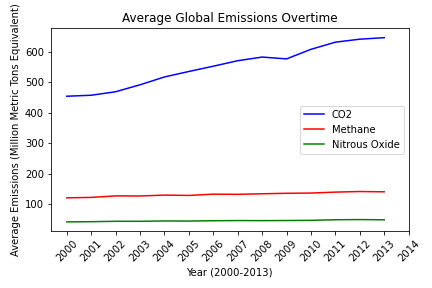 Average Global Emissions Overtime
Average Emissions (Million Metric Tons Equivalent)
600
500
400
300
200
100
CO2
Methane
Nitrous Oxide
2000 2001 2002 2003 2004 2005 2006 2007 2008 2009 2010 2011 2012 2013 2014
Year (2000-2013)